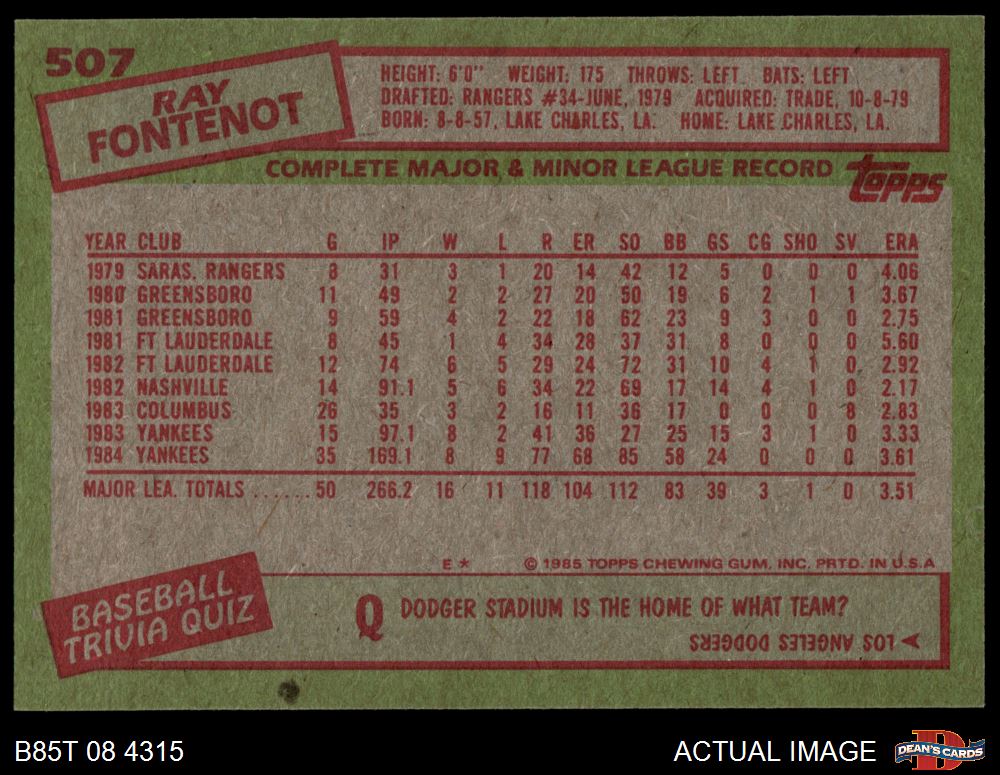 507
RAY
FONTENOT
HEIGHT: 6'0" WEIGHT: 175 THROWS: LEFT BATS: LEFT
DRAFTED: RANGERS #34-JUNE, 1979 ACQUIRED: TRADE, 10-8-79
BORN: 8-8-57, LAKE CHARLES, LA. HOME: LAKE CHARLES, LA.
COMPLETE MAJOR & MINOR LEAGUE RECORD topps
YEAR CLUB G IP W L R ER SO BB GS CG SHO SV ERA
1979 SARAS. RANGERS 8 31 3 1 20 14 42 12 5 0 0 0 4.06
1980 GREENSBORO 11 49 2 2 27 20 50 19 6 2 1 1 3.67
1981 GREENSBORO 9 59 4 2 22 18 62 23 9 3 0 0 2.75
1981 FT LAUDERDALE 8 45 1 4 34 28 37 31 8 0 0 0 5.60
1982 FT LAUDERDALE 12 74 6 5 29 24 72 31 10 4 1 0 2.92
1982 NASHVILLE 14 91.1 5 6 34 22 69 17 14 4 1 0 2.17
1983 COLUMBUS 26 35 3 2 16 11 36 17 0 0 0 8 2.83
1983 YANKEES 15 97.1 8 2 41 36 27 25 15 3 1 0 3.33
1984 YANKEES 35 169.1 8 9 77 68 85 58 24 0 0 0 3.61
MAJOR LEA. TOTALS ...... 50 266.2 16 11 118 104 112 83 39 3 1 0 3.51
E * © 1985 TOPPS CHEWING GUM, INC. PRTD. IN U.S.A
BASEBALL
TRIVIA QUIZ
Q DODGER STADIUM IS THE HOME OF WHAT TEAM?
LOS ANGELES DODGERS
B85T 08 4315 ACTUAL IMAGE DEAN'S CARDS